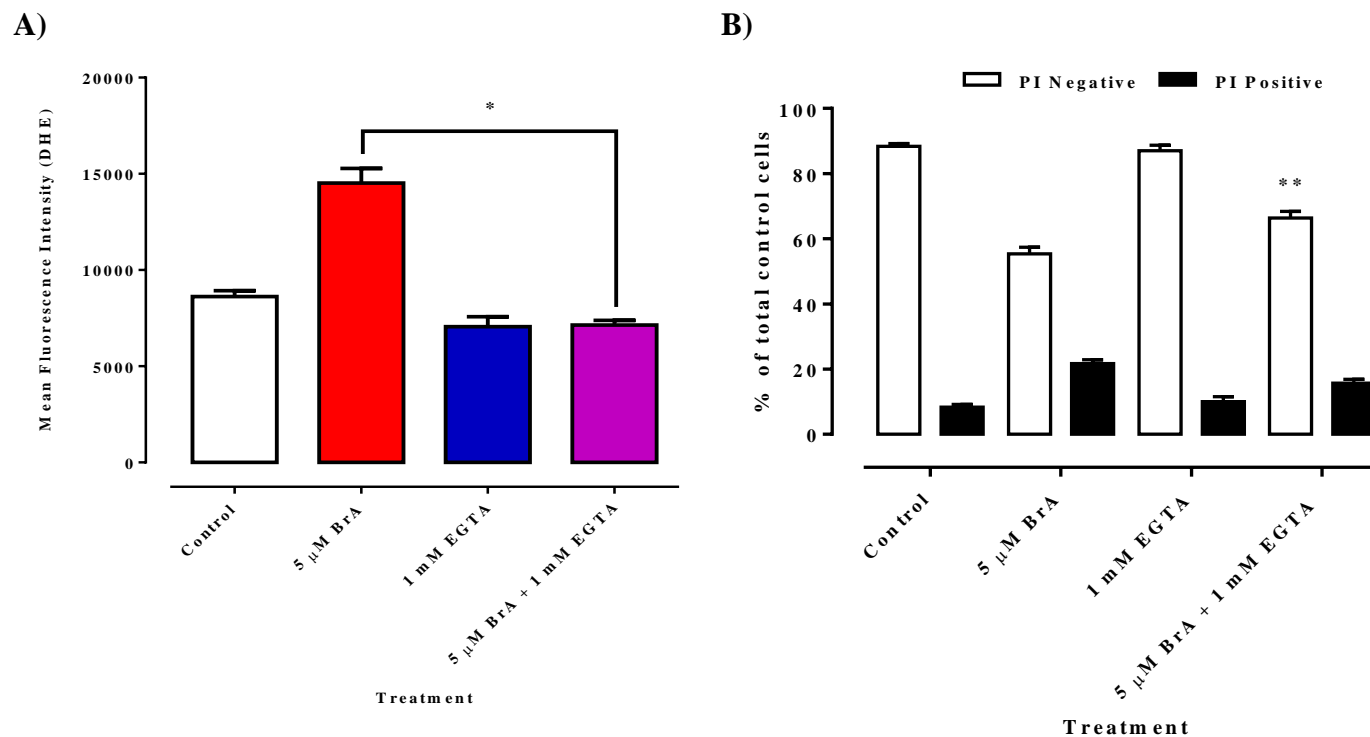 A)
Mean Fluorescence Intensity (DHE)
20000
15000
10000
5000
0
*
Control
5 μM BrA
1 mM EGTA
5 μM BrA + 1 mM EGTA
Treatment
B)
PI Negative
PI Positive
% of total control cells
100
80
60
40
20
0
**
Control
5 μM BrA
1 mM EGTA
5 μM BrA + 1 mM EGTA
Treatment